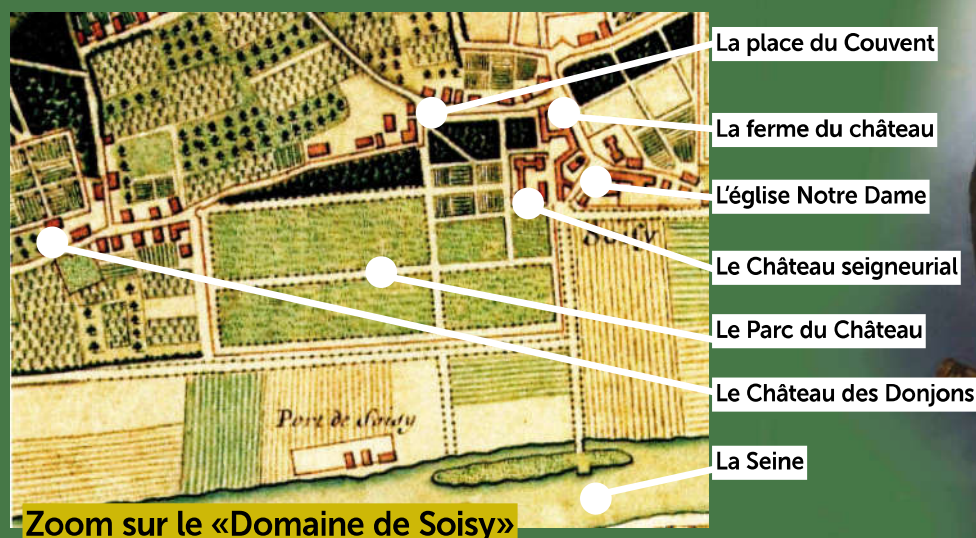 La place du Couvent
La ferme du château
L'église Notre Dame
Soisy
Le Château seigneurial
Le Parc du Château
Le Château des Donjons
Port de Soisy
La Seine
Zoom sur le «Domaine de Soisy»